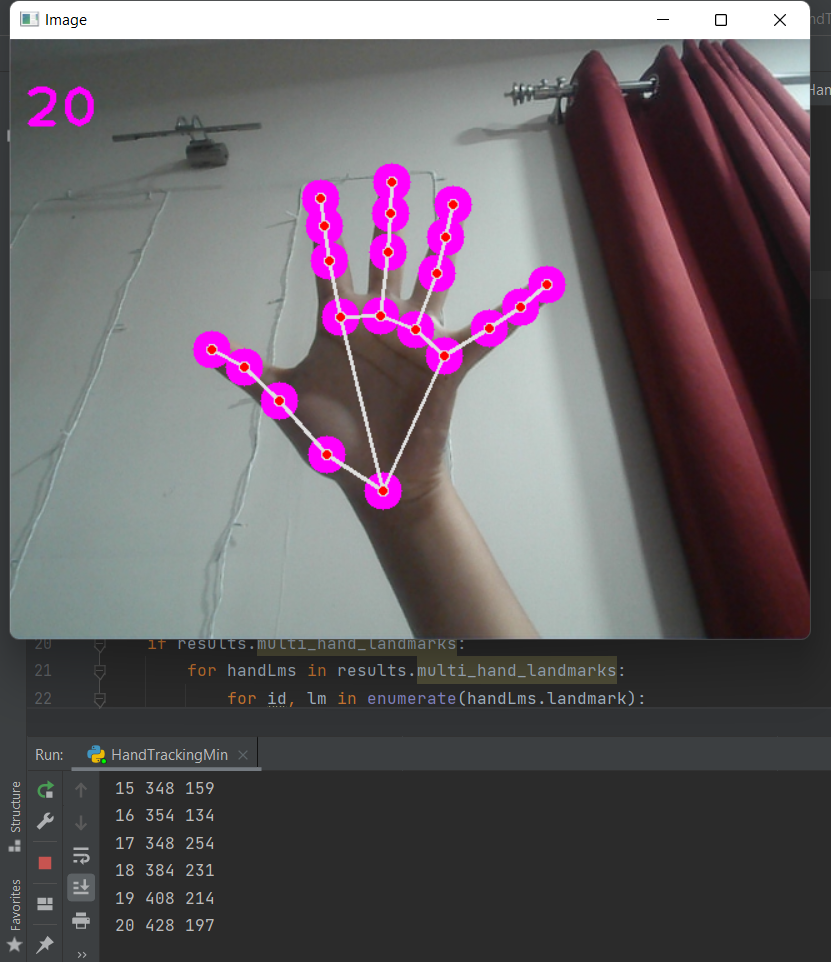 Image
ndT
Han
20
20 if results.multi_hand_landmarks:
21 for handLms in results.multi_hand_landmarks:
22 for id, lm in enumerate(handLms.landmark):
Run: HandTrackingMin
Structure
Favorites
15 348 159
16 354 134
17 348 254
18 384 231
19 408 214
20 428 197